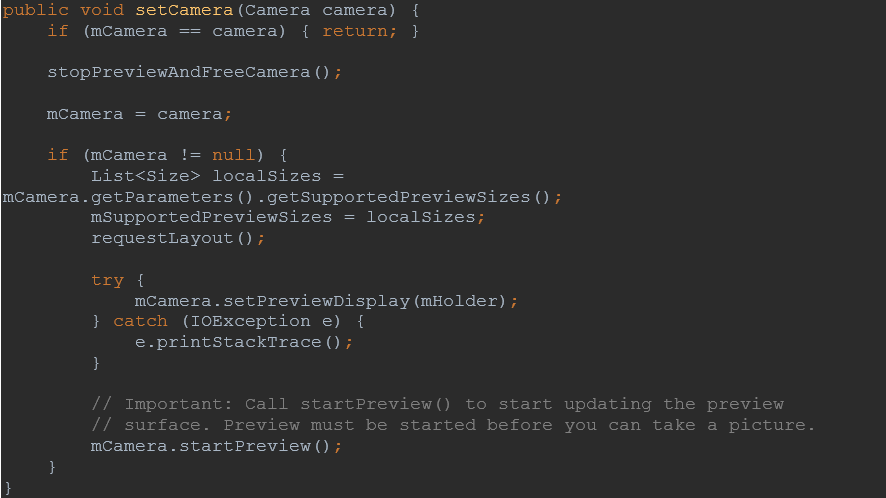 public void setCamera(Camera camera) {
    if (mCamera == camera) { return; }

    stopPreviewAndFreeCamera();

    mCamera = camera;

    if (mCamera != null) {
        List<Size> localSizes =
mCamera.getParameters().getSupportedPreviewSizes();
        mSupportedPreviewSizes = localSizes;
        requestLayout();

        try {
            mCamera.setPreviewDisplay(mHolder);
        } catch (IOException e) {
            e.printStackTrace();
        }

        // Important: Call startPreview() to start updating the preview
        // surface. Preview must be started before you can take a picture.
        mCamera.startPreview();
    }
}